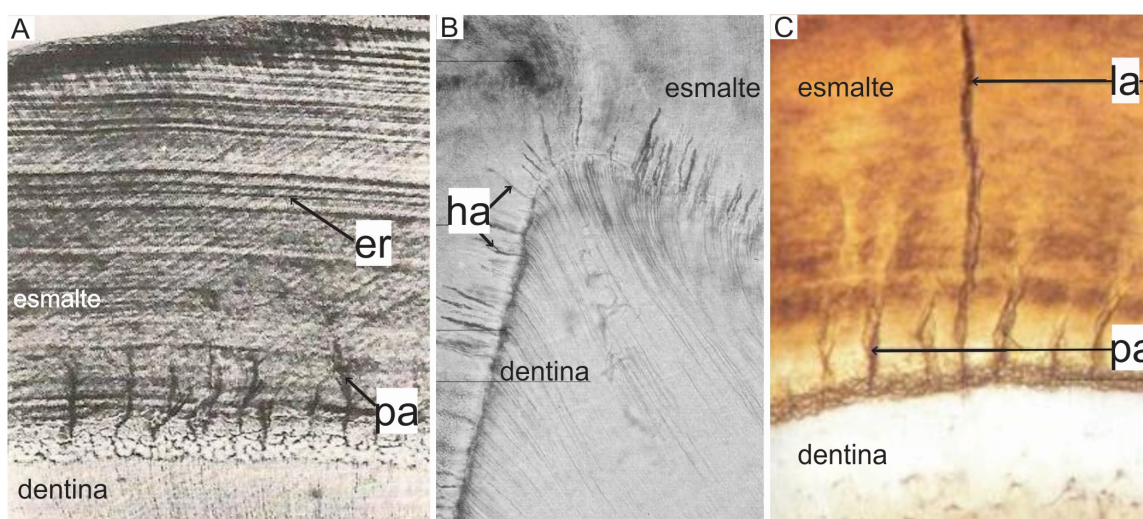 A
er
esmalte
pa
dentina
B
esmalte
ha
dentina
C
esmalte
la
pa
dentina